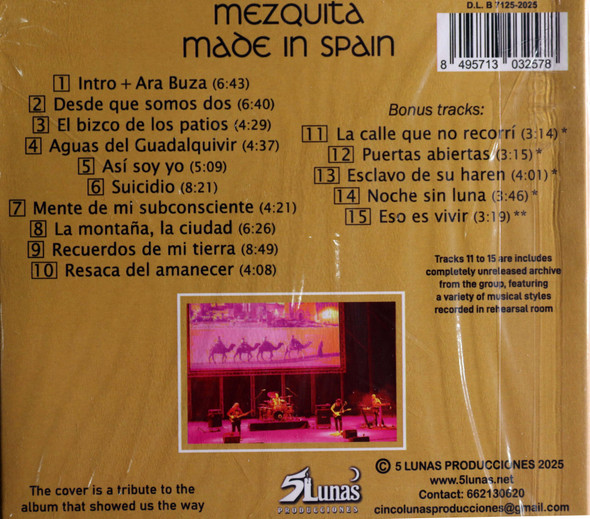 MEZQUITA
MADE IN SPAIN
D.L. B 7125-2025
8 495713 032578
1 Intro + Ara Buza (6:43)
2 Desde que somos dos (6:40)
3 El bizco de los patios (4:29)
4 Aguas del Guadalquivir (4:37)
5 Así soy yo (5:09)
6 Suicidio (8:21)
7 Mente de mi subconsciente (4:21)
8 La montaña, la ciudad (6:26)
9 Recuerdos de mi tierra (8:49)
10 Resaca del amanecer (4:08)
Bonus tracks:
11 La calle que no recorrí (3:14) *
12 Puertas abiertas (3:15) *
13 Esclavo de su haren (4:01) *
14 Noche sin luna (3:46) *
15 Eso es vivir (3:19) **
Tracks 11 to 15 are includes
completely unreleased archive
from the group, featuring
a variety of musical styles
recorded in rehearsal room
The cover is a tribute to the
album that showed us the way
5 Lunas
PRODUCCIONES
© 5 LUNAS PRODUCCIONES 2025
www.5lunas.net
Contact: 662130620
cincolunasproducciones@gmail.com